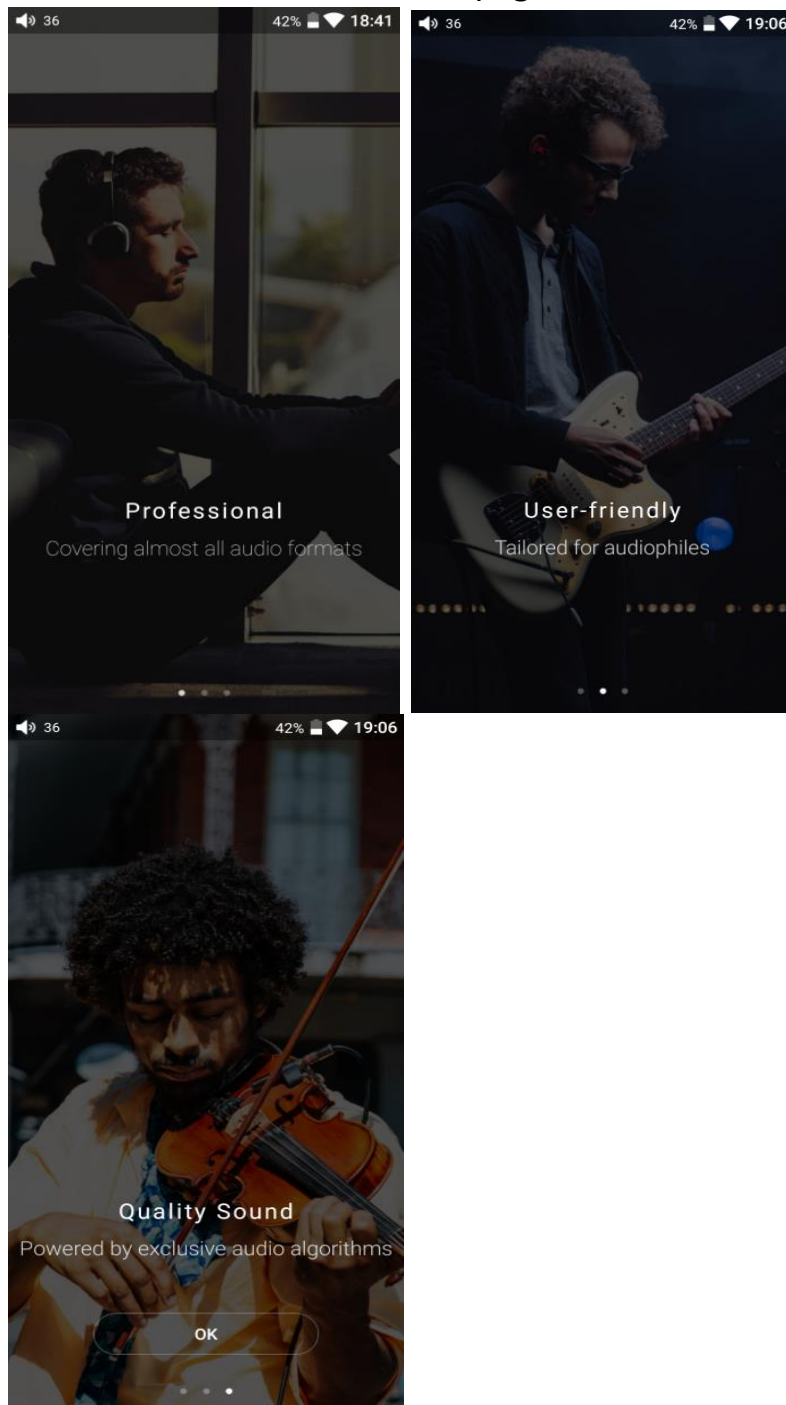 36 42% 18:41
Professional
Covering almost all audio formats
36 42% 19:06
User-friendly
Tailored for audiophiles
36 42% 19:06
Quality Sound
Powered by exclusive audio algorithms
OK